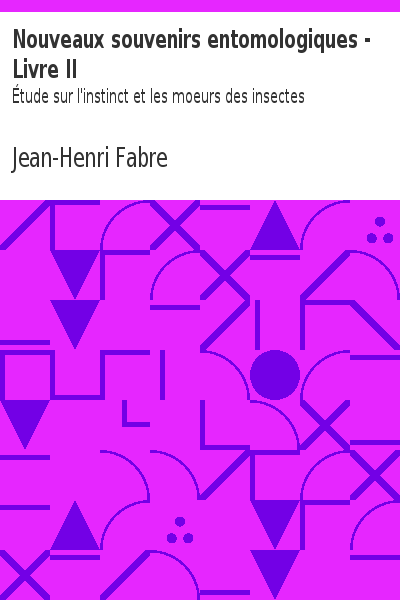 Nouveaux souvenirs entomologiques -
Livre II
Étude sur l'instinct et les moeurs des insectes
Jean-Henri Fabre